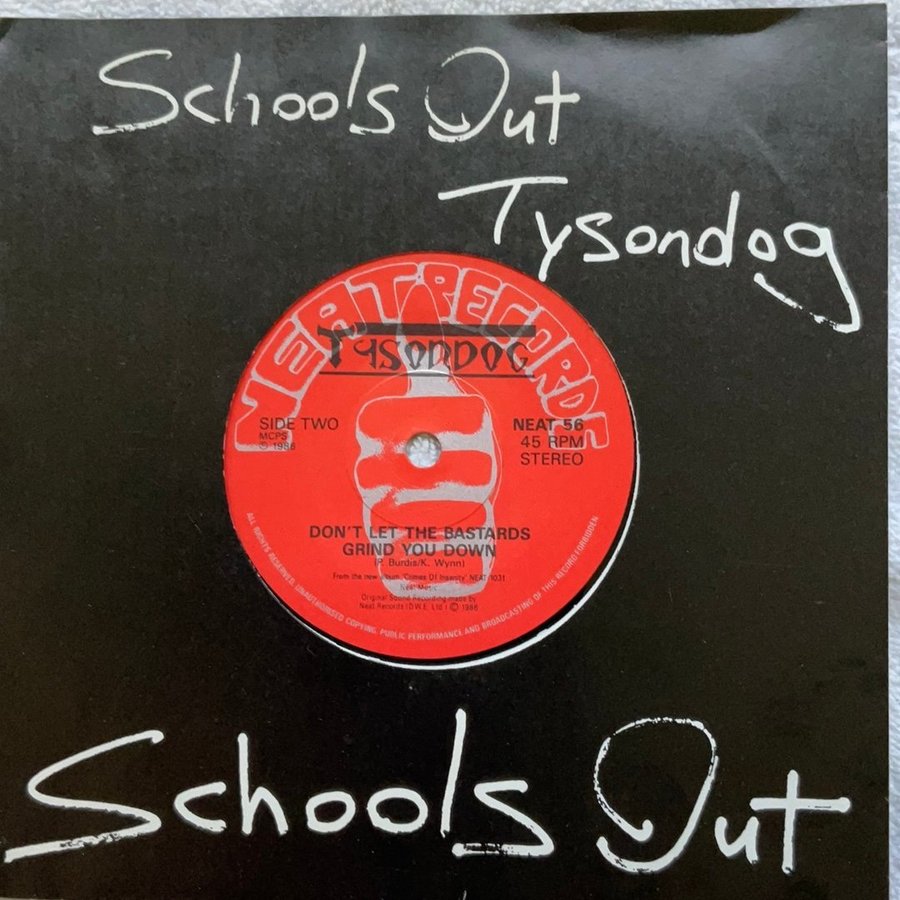 Schools Out
Tysondog
NEAT RECORDS
TYSONDOG
SIDE TWO
MCPS
℗ 1986
NEAT 56
45 RPM
STEREO
DON'T LET THE BASTARDS
GRIND YOU DOWN
(P. Burdis/K. Wynn)
From the new album 'Crimes Of Insanity' NEAT 1031
Neat Music
Original Sound Recording made by
Neat Records (D.W.E. Ltd.) © 1986
ALL RIGHTS RESERVED. UNAUTHORISED COPYING, PUBLIC PERFORMANCE AND BROADCASTING OF THIS RECORD FORBIDDEN
Schools Out